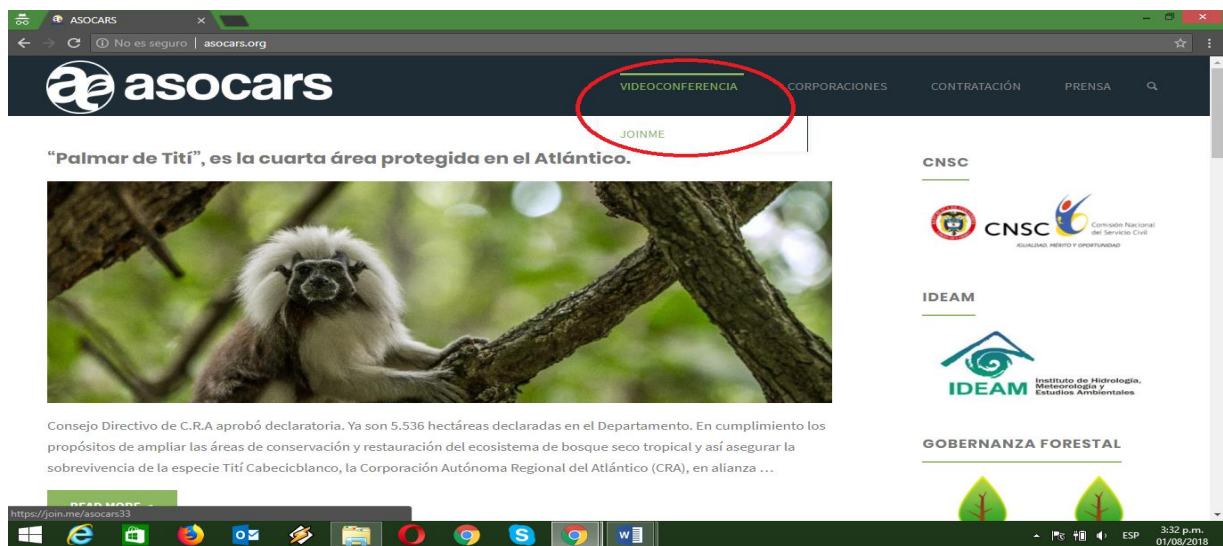 ASOCARS
No es seguro | asocars.org
asocars
VIDEOCONFERENCIA
CORPORACIONES
CONTRATACIÓN
PRENSA
JOINME
“Palmar de Tití”, es la cuarta área protegida en el Atlántico.
Consejo Directivo de C.R.A aprobó declaratoria. Ya son 5.536 hectáreas declaradas en el Departamento. En cumplimiento los
propósitos de ampliar las áreas de conservación y restauración del ecosistema de bosque seco tropical y así asegurar la
sobrevivencia de la especie Tití Cabecicblanco, la Corporación Autónoma Regional del Atlántico (CRA), en alianza …
READ MORE
CNSC
CNSC
Comisión Nacional
del Servicio Civil
IGUALDAD, MÉRITO Y OPORTUNIDAD
IDEAM
IDEAM
Instituto de Hidrología,
Meteorología y
Estudios Ambientales
GOBERNANZA FORESTAL
https://join.me/asocars33
ESP
3:32 p.m.
01/08/2018